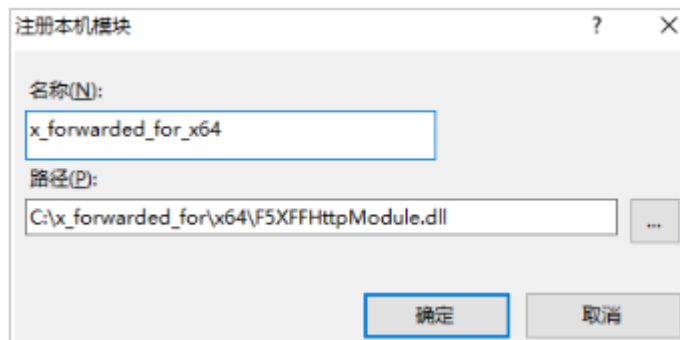 注册本机模块 ?
名称(N):
x_forwarded_for_x64
路径(P):
C:\x_forwarded_for\x64\F5XFFHttpModule.dll ...
确定 取消